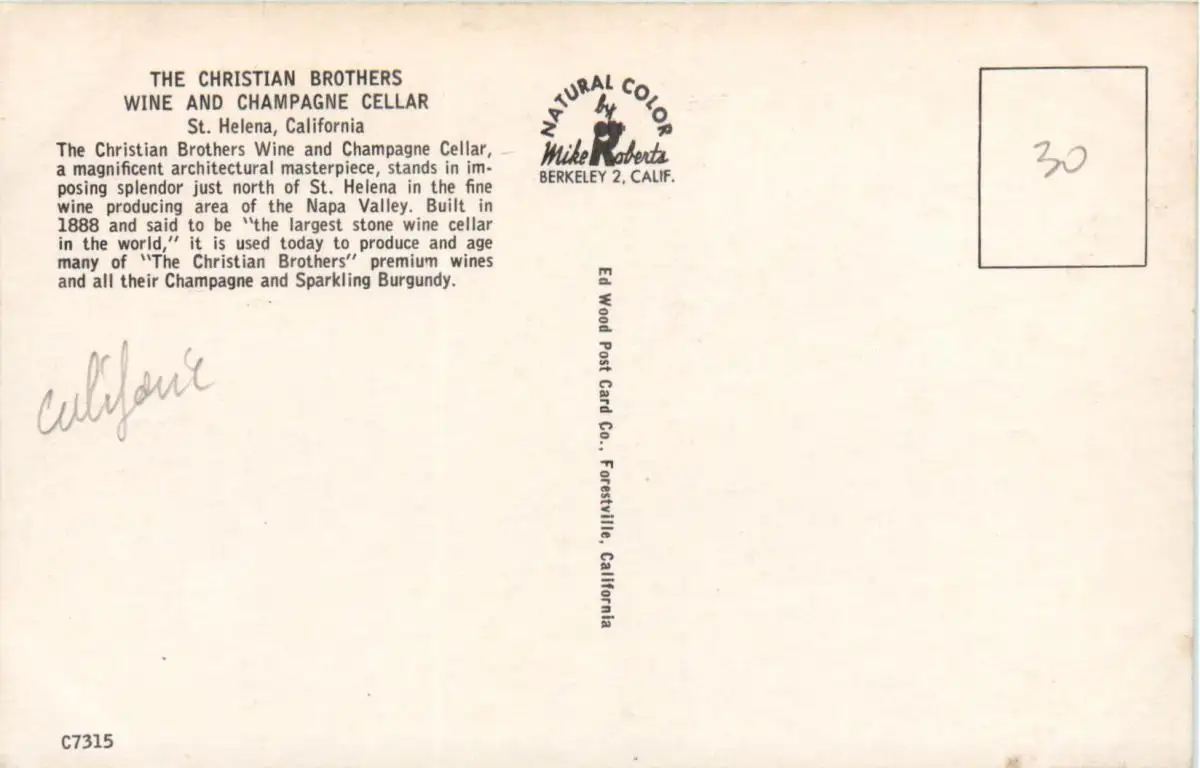 THE CHRISTIAN BROTHERS
WINE AND CHAMPAGNE CELLAR
St. Helena, California
The Christian Brothers Wine and Champagne Cellar,
a magnificent architectural masterpiece, stands in im-
posing splendor just north of St. Helena in the fine
wine producing area of the Napa Valley. Built in
1888 and said to be "the largest stone wine cellar
in the world," it is used today to produce and age
many of "The Christian Brothers" premium wines
and all their Champagne and Sparkling Burgundy.
Californie
C7315
NATURAL COLOR
by
Mike Roberts
BERKELEY 2, CALIF.
Ed Wood Post Card Co., Forestville, California
30